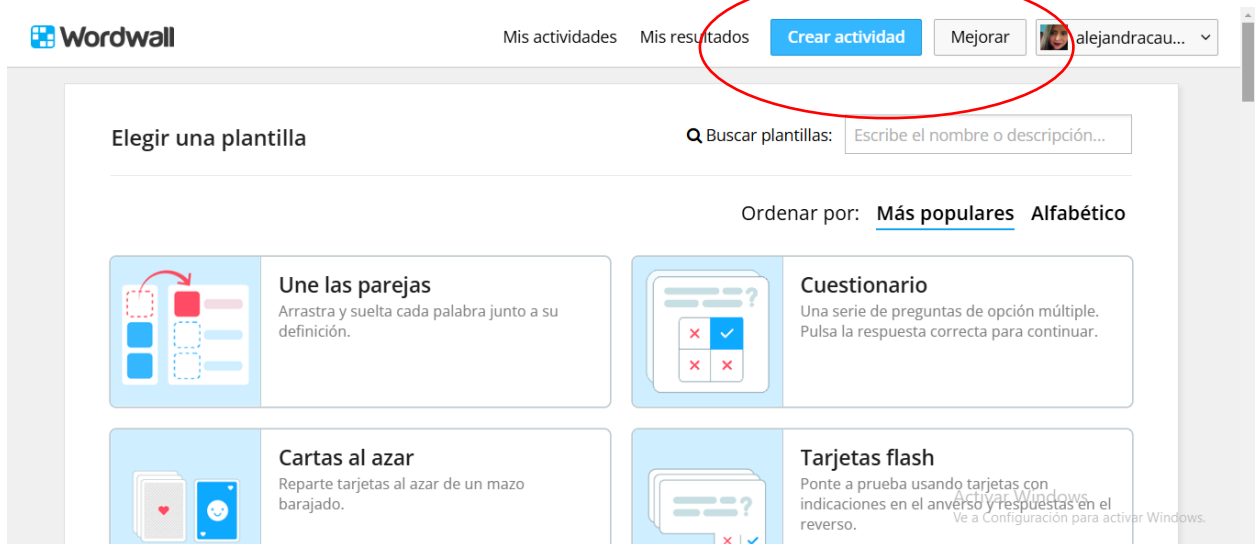 Wordwall
Mis actividades Mis resultados Crear actividad Mejorar alejandracau...
Elegir una plantilla
Buscar plantillas: Escribe el nombre o descripción...
Ordenar por: Más populares Alfabético
Une las parejas
Arrastra y suelta cada palabra junto a su
definición.
Cuestionario
Una serie de preguntas de opción múltiple.
Pulsa la respuesta correcta para continuar.
Cartas al azar
Reparte tarjetas al azar de un mazo
barajado.
Tarjetas flash
Ponte a prueba usando tarjetas con
indicaciones en el anverso y respuestas en el
reverso.
Activar Windows
Ve a Configuración para activar Windows.